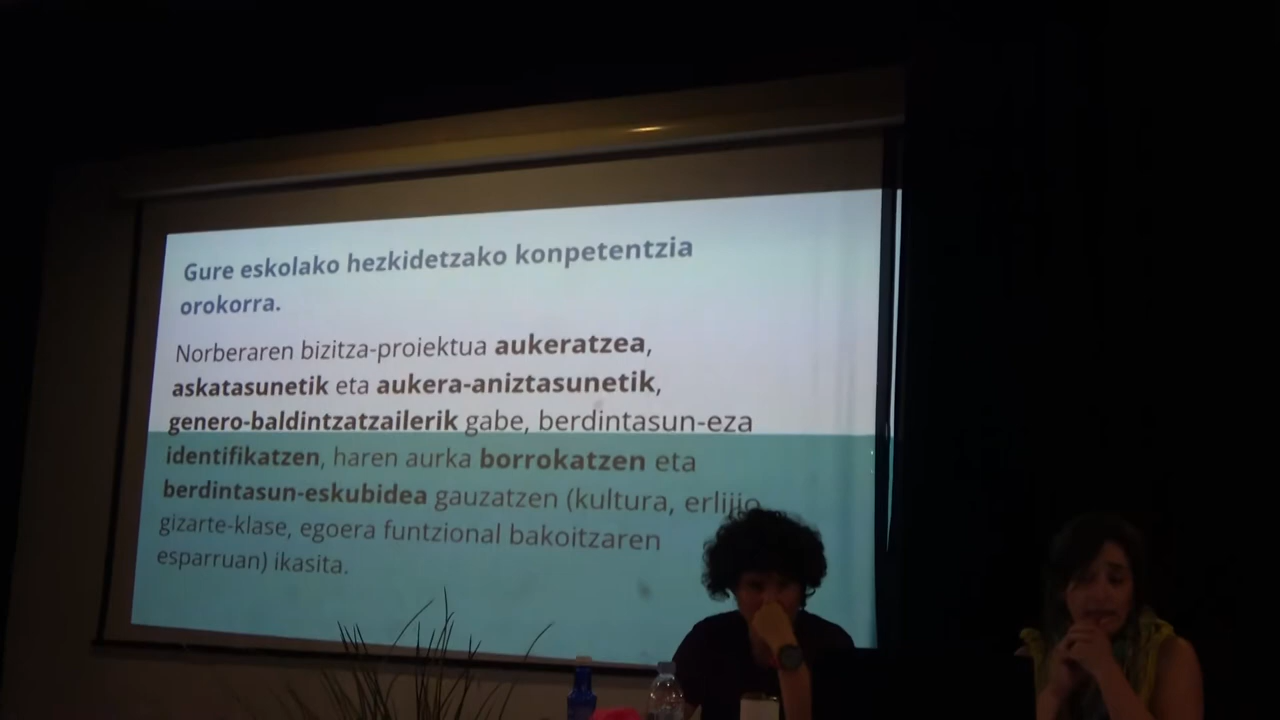 Gure eskolako hezkidetzako konpetentzia
orokorra.
Norberaren bizitza-proiektua aukeratzea,
askatasunetik eta aukera-aniztasunetik,
genero-baldintzatzailerik gabe, berdintasun-eza
identifikatzen, haren aurka borrokatzen eta
berdintasun-eskubidea gauzatzen (kultura, erlijio
gizarte-klase, egoera funtzional bakoitzaren
esparruan) ikasita.